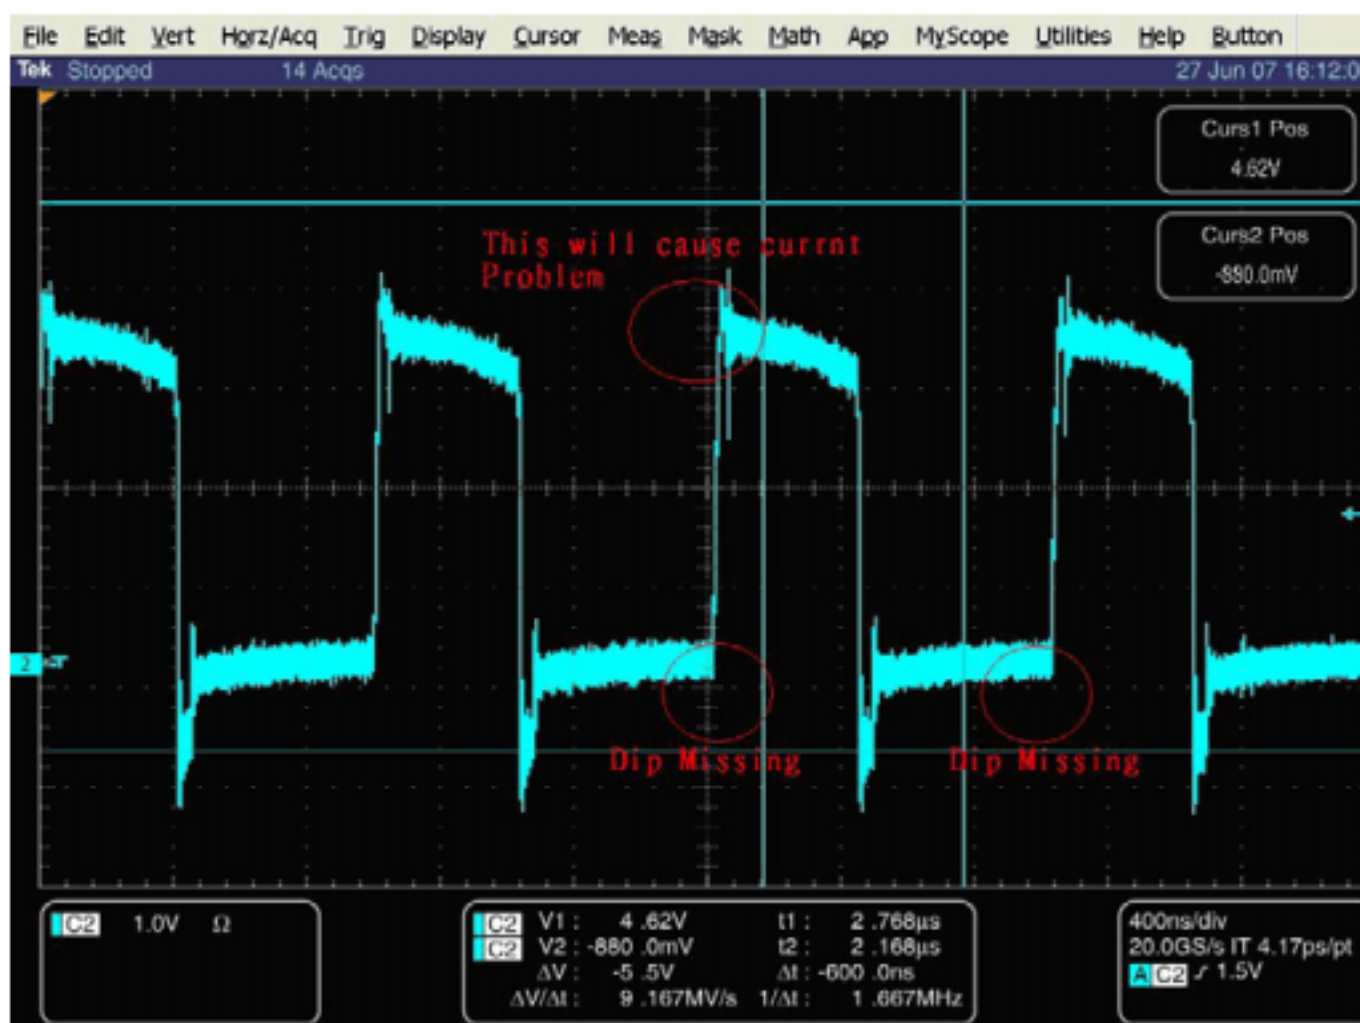 File Edit Vert Horz/Acq Trig Display Cursor Meas Mask Math App MyScope Utilities Help Button
Tek Stopped 14 Acqs 27 Jun 07 16:12:0
Curs1 Pos
4.62V
Curs2 Pos
-880.0mV
This will cause currnt
Problem
2
Dip Missing
Dip Missing
C2 1.0V Ω
C2 V1 : 4 .62V t1 : 2 .768µs
C2 V2 : -880 .0mV t2 : 2 .168µs
ΔV : -5 .5V Δt : -600 .0ns
ΔV/Δt : 9 .167MV/s 1/Δt : 1 .667MHz
400ns/div
20.0GS/s IT 4.17ps/pt
A C2 1.5V